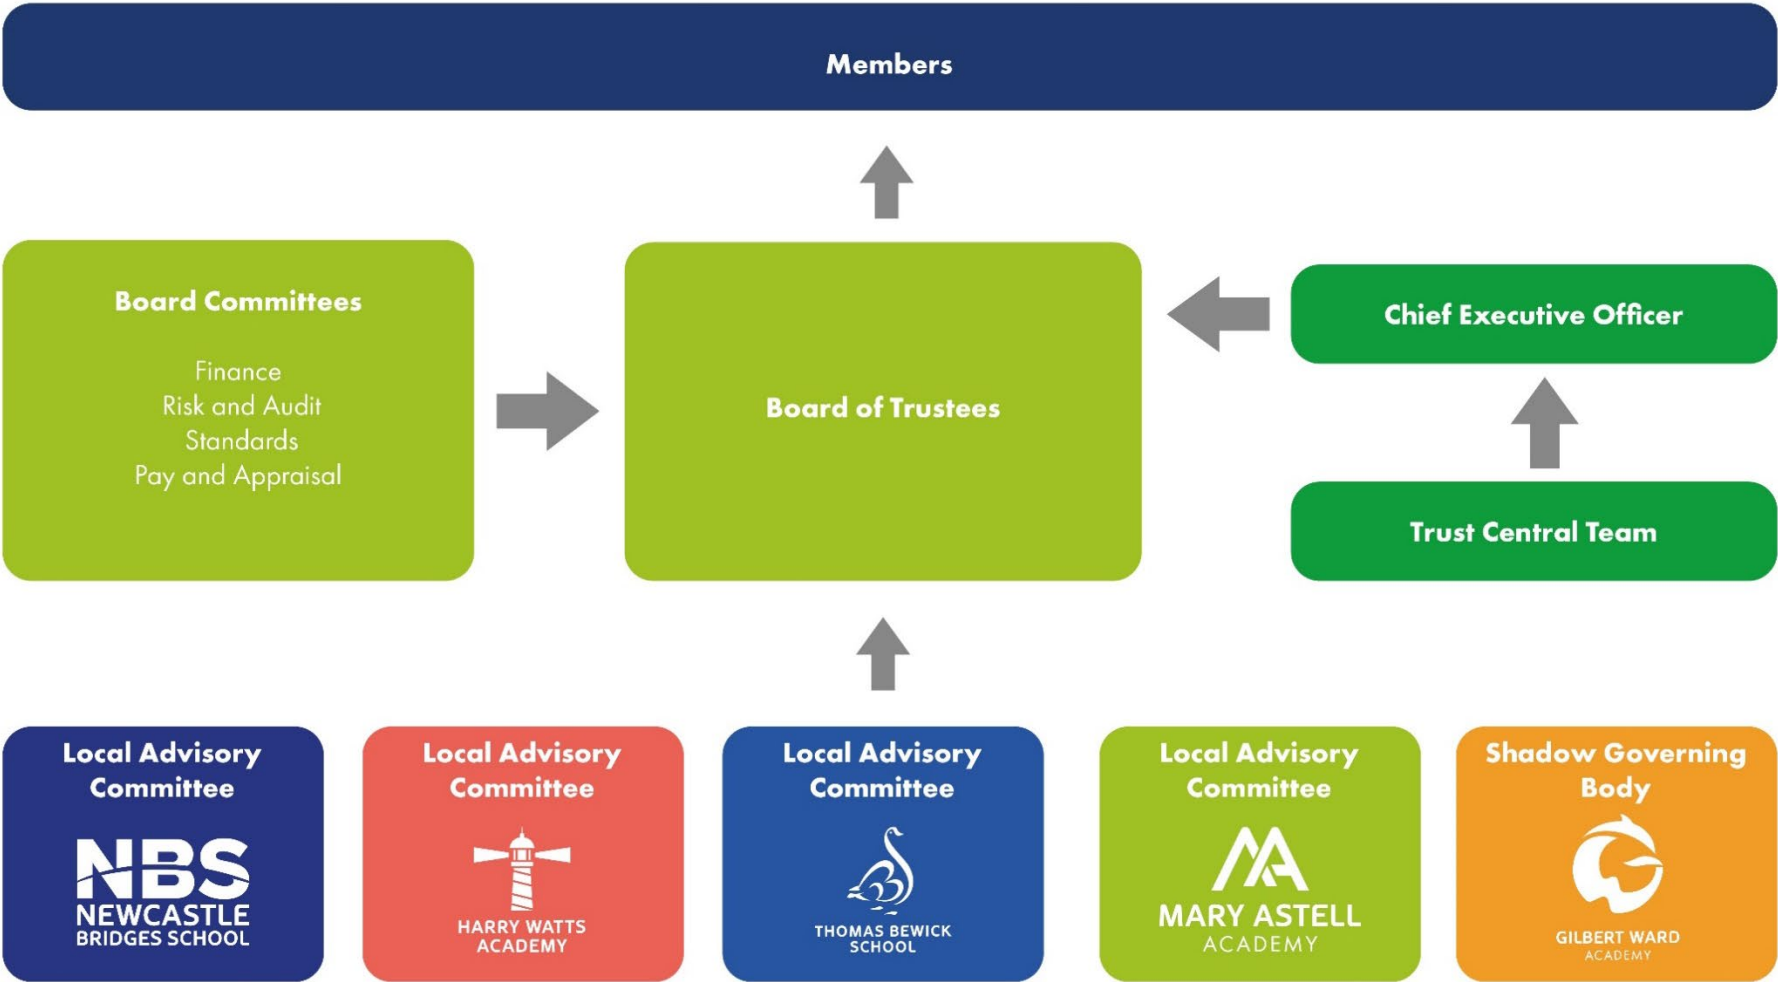 Members
Board Committees
Finance
Risk and Audit
Standards
Pay and Appraisal
Board of Trustees
Chief Executive Officer
Trust Central Team
Local Advisory
Committee
NBS
NEWCASTLE
BRIDGES SCHOOL
Local Advisory
Committee
HARRY WATTS
ACADEMY
Local Advisory
Committee
THOMAS BEWICK
SCHOOL
Local Advisory
Committee
MA
MARY ASTELL
ACADEMY
Shadow Governing
Body
GILBERT WARD
ACADEMY